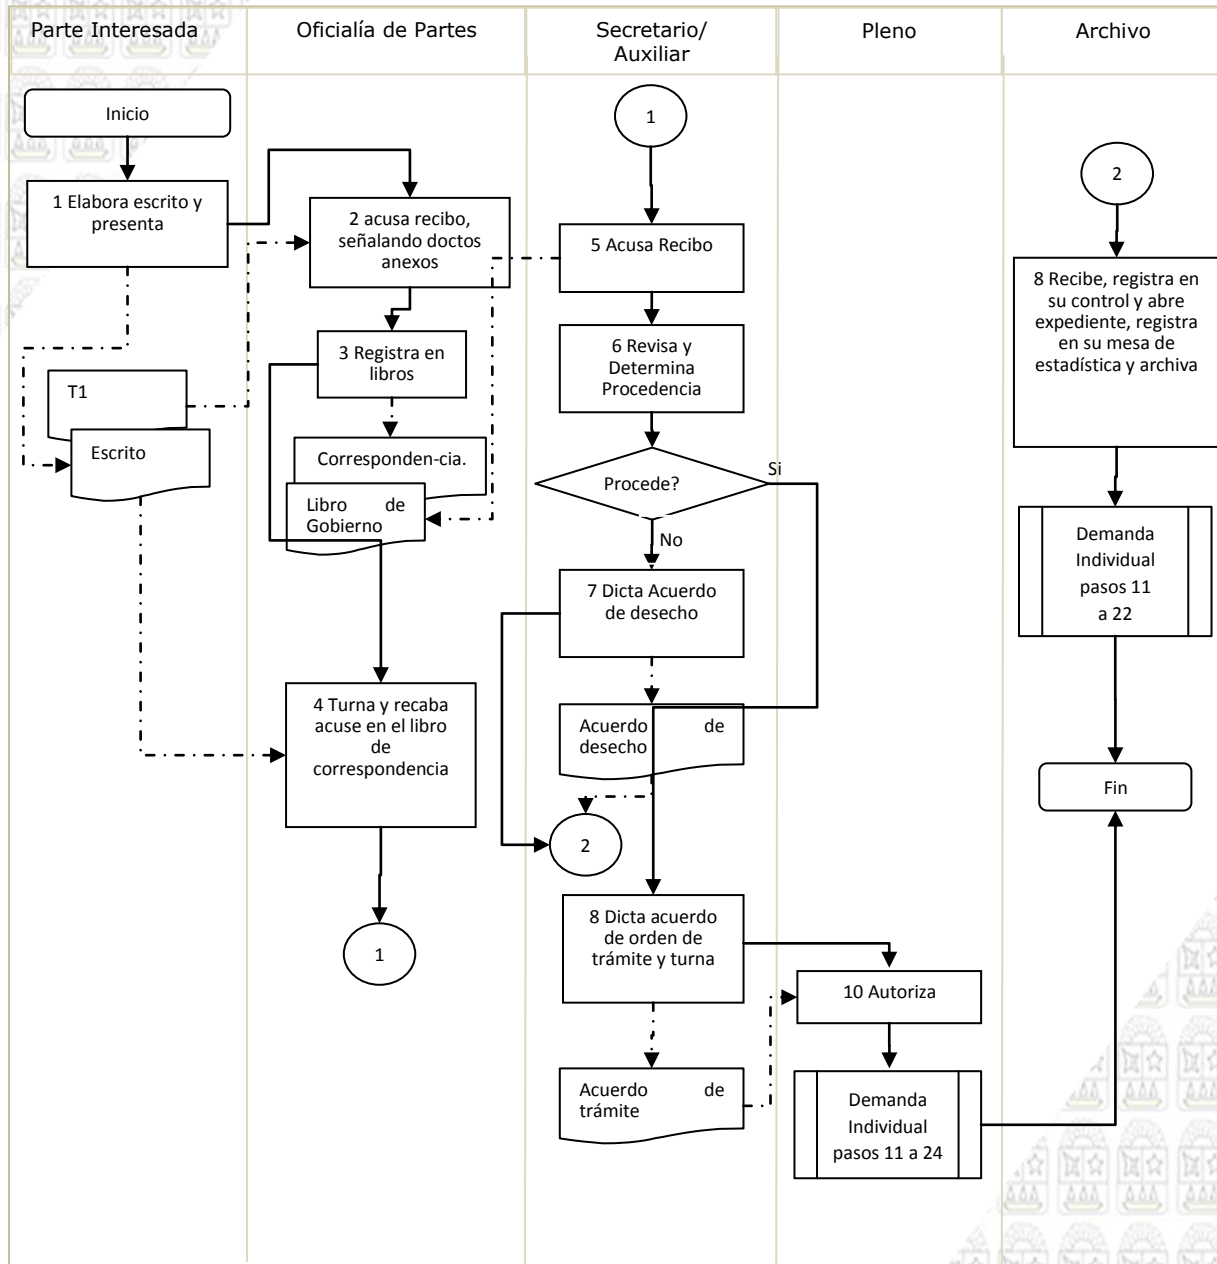 Parte Interesada
Oficialía de Partes
Secretario/
Auxiliar
Pleno
Archivo
Inicio
1 Elabora escrito y
presenta
T1
Escrito
2 acusa recibo,
señalando doctos
anexos
3 Registra en
libros
Corresponden-cia.
Libro de
Gobierno
4 Turna y recaba
acuse en el libro
de
correspondencia
1
1
5 Acusa Recibo
6 Revisa y
Determina
Procedencia
Procede?
Si
No
7 Dicta Acuerdo
de desecho
Acuerdo de
desecho
2
8 Dicta acuerdo
de orden de
trámite y turna
Acuerdo de
trámite
10 Autoriza
Demanda
Individual
pasos 11 a 24
2
8 Recibe, registra en
su control y abre
expediente, registra
en su mesa de
estadística y archiva
Demanda
Individual
pasos 11
a 22
Fin